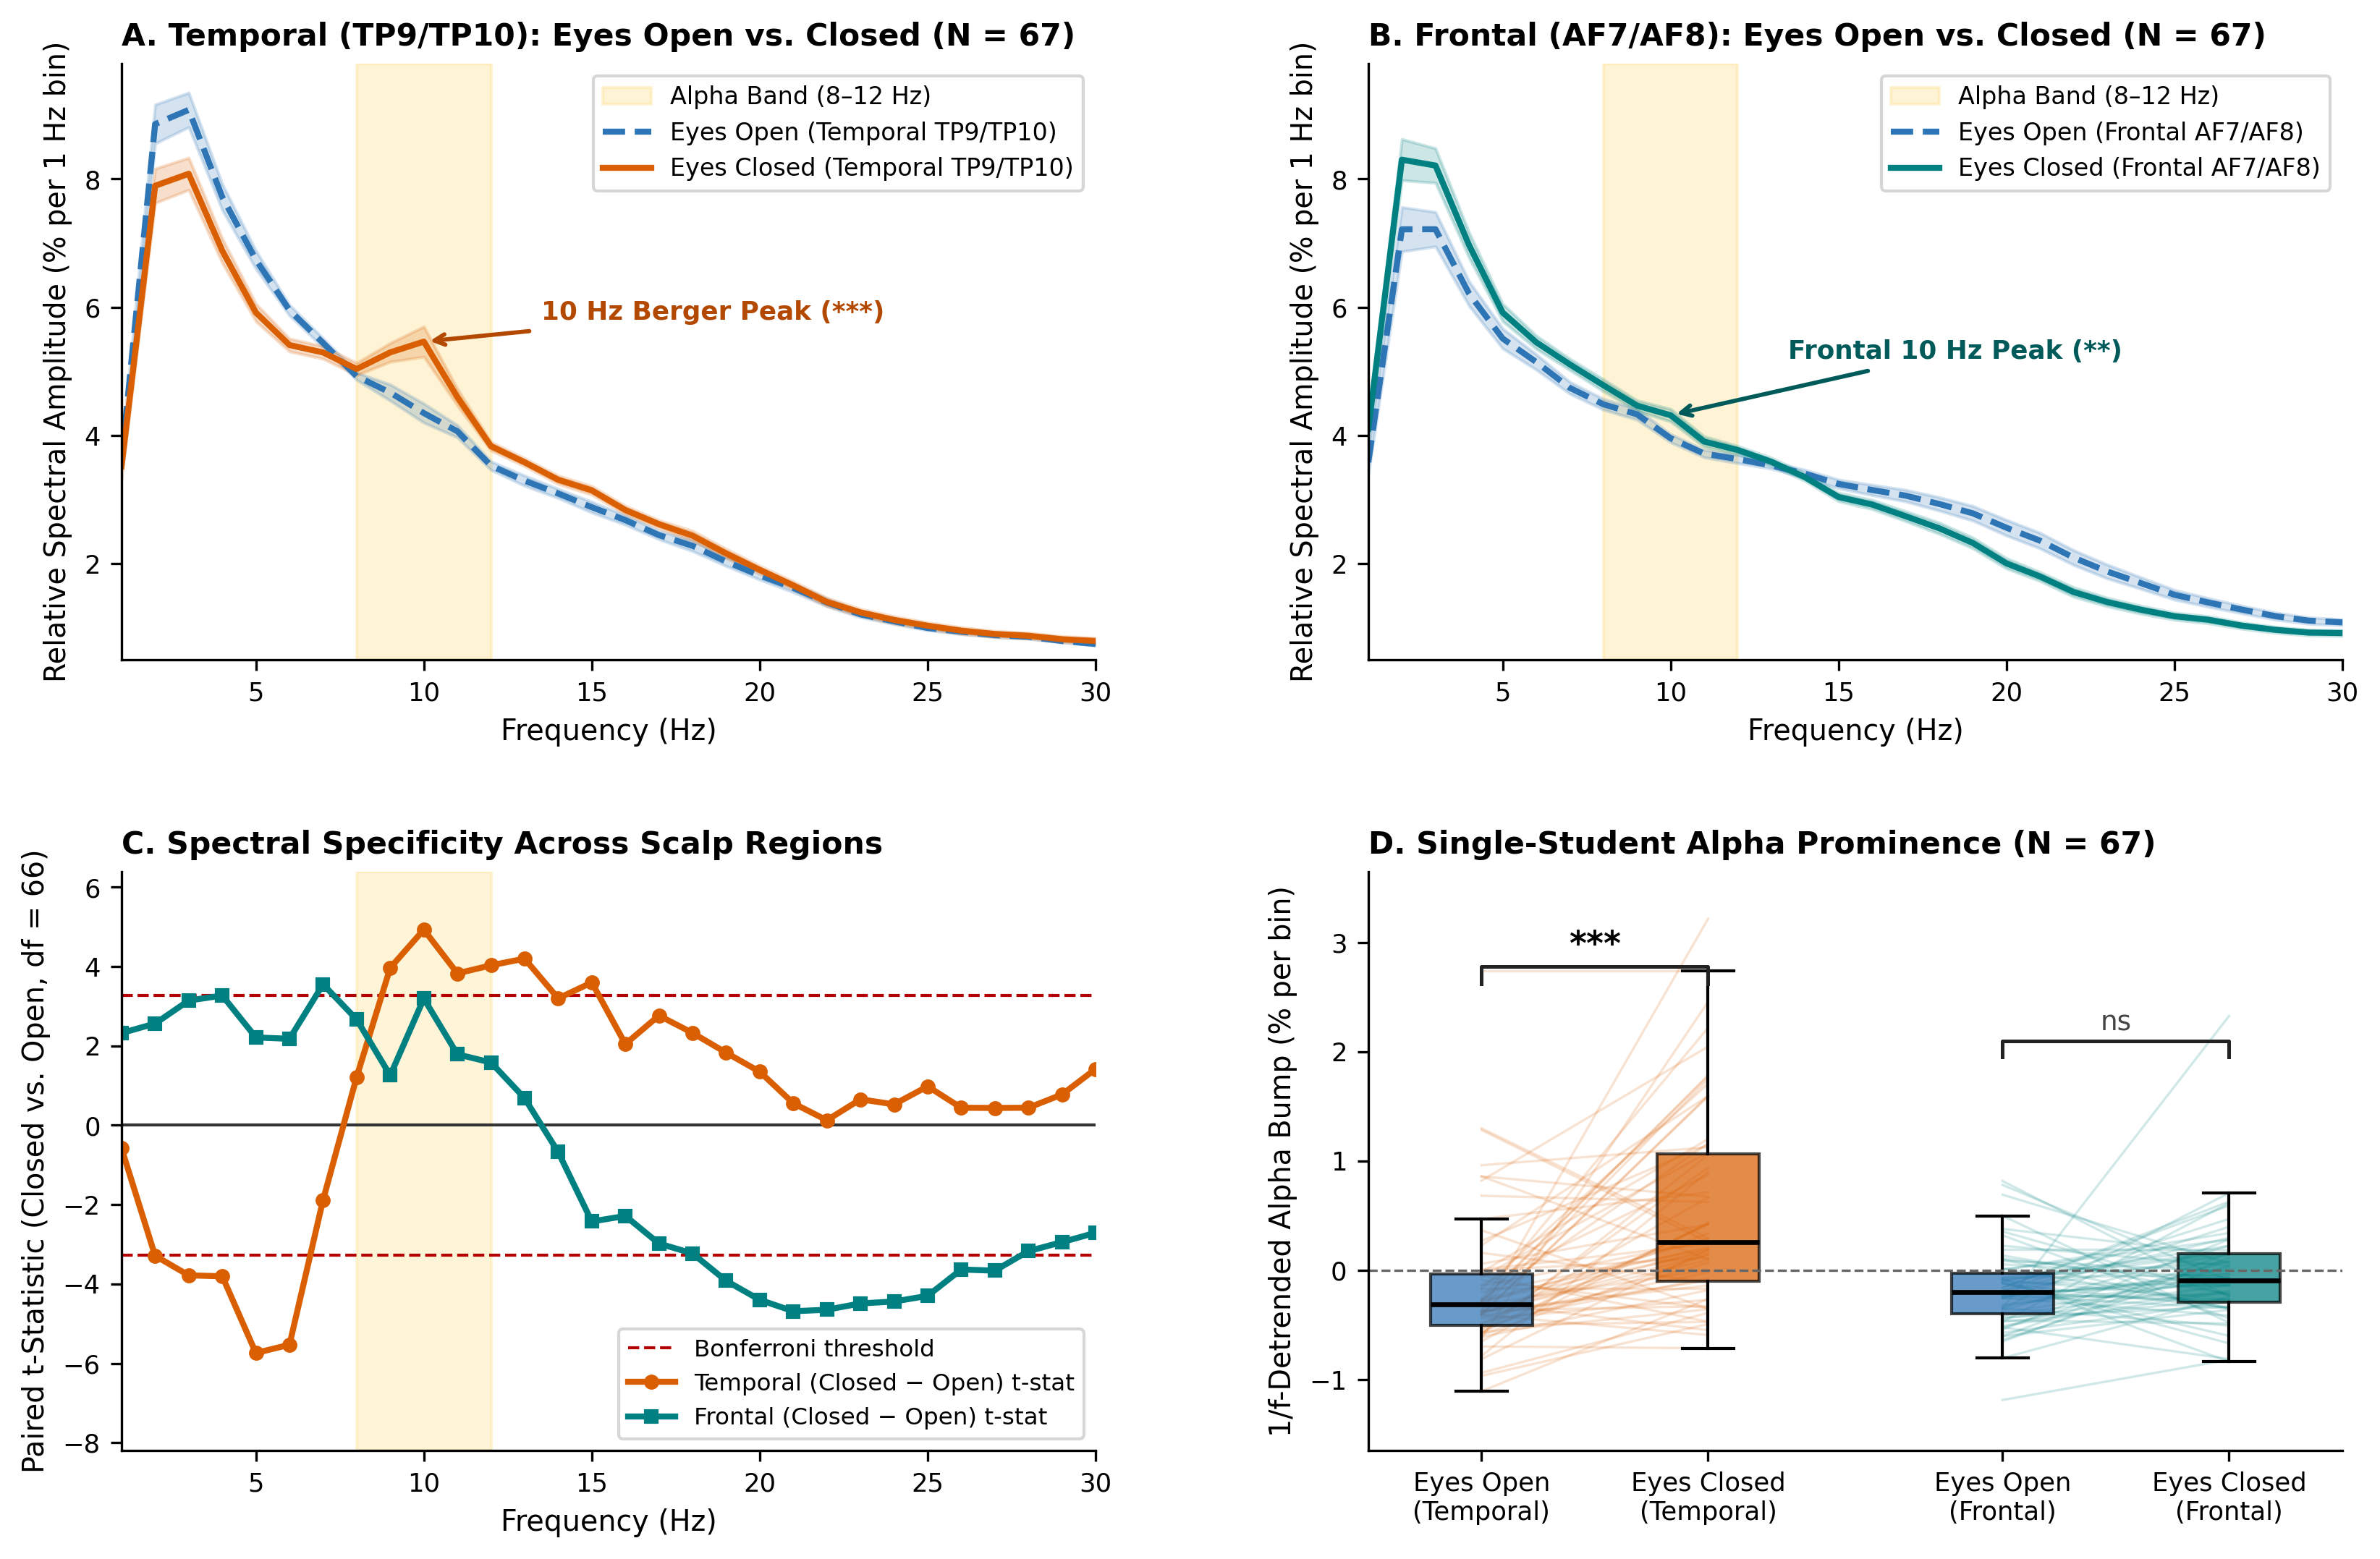 A. Temporal (TP9/TP10): Eyes Open vs. Closed (N = 67)
Relative Spectral Amplitude (% per 1 Hz bin)
8
6
4
2
Alpha Band (8–12 Hz)
Eyes Open (Temporal TP9/TP10)
Eyes Closed (Temporal TP9/TP10)
10 Hz Berger Peak (***)
5
10
15
20
25
30
Frequency (Hz)
B. Frontal (AF7/AF8): Eyes Open vs. Closed (N = 67)
Relative Spectral Amplitude (% per 1 Hz bin)
8
6
4
2
Alpha Band (8–12 Hz)
Eyes Open (Frontal AF7/AF8)
Eyes Closed (Frontal AF7/AF8)
Frontal 10 Hz Peak (**)
5
10
15
20
25
30
Frequency (Hz)
C. Spectral Specificity Across Scalp Regions
Paired t-Statistic (Closed vs. Open, df = 66)
6
4
2
0
−2
−4
−6
−8
Bonferroni threshold
Temporal (Closed − Open) t-stat
Frontal (Closed − Open) t-stat
5
10
15
20
25
30
Frequency (Hz)
D. Single-Student Alpha Prominence (N = 67)
1/f-Detrended Alpha Bump (% per bin)
3
2
1
0
−1
***
ns
Eyes Open
(Temporal)
Eyes Closed
(Temporal)
Eyes Open
(Frontal)
Eyes Closed
(Frontal)